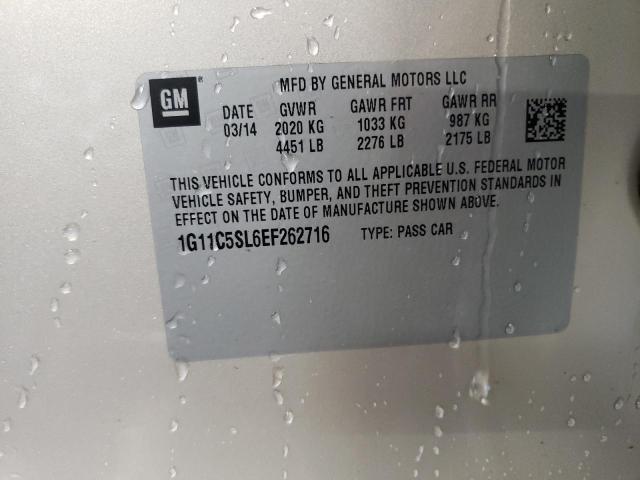 GM ® MFD BY GENERAL MOTORS LLC
DATE GVWR GAWR FRT GAWR RR
03/14 2020 KG 1033 KG 987 KG
4451 LB 2276 LB 2175 LB
THIS VEHICLE CONFORMS TO ALL APPLICABLE U.S. FEDERAL MOTOR
VEHICLE SAFETY, BUMPER, AND THEFT PREVENTION STANDARDS IN
EFFECT ON THE DATE OF MANUFACTURE SHOWN ABOVE.
1G11C5SL6EF262716 TYPE: PASS CAR